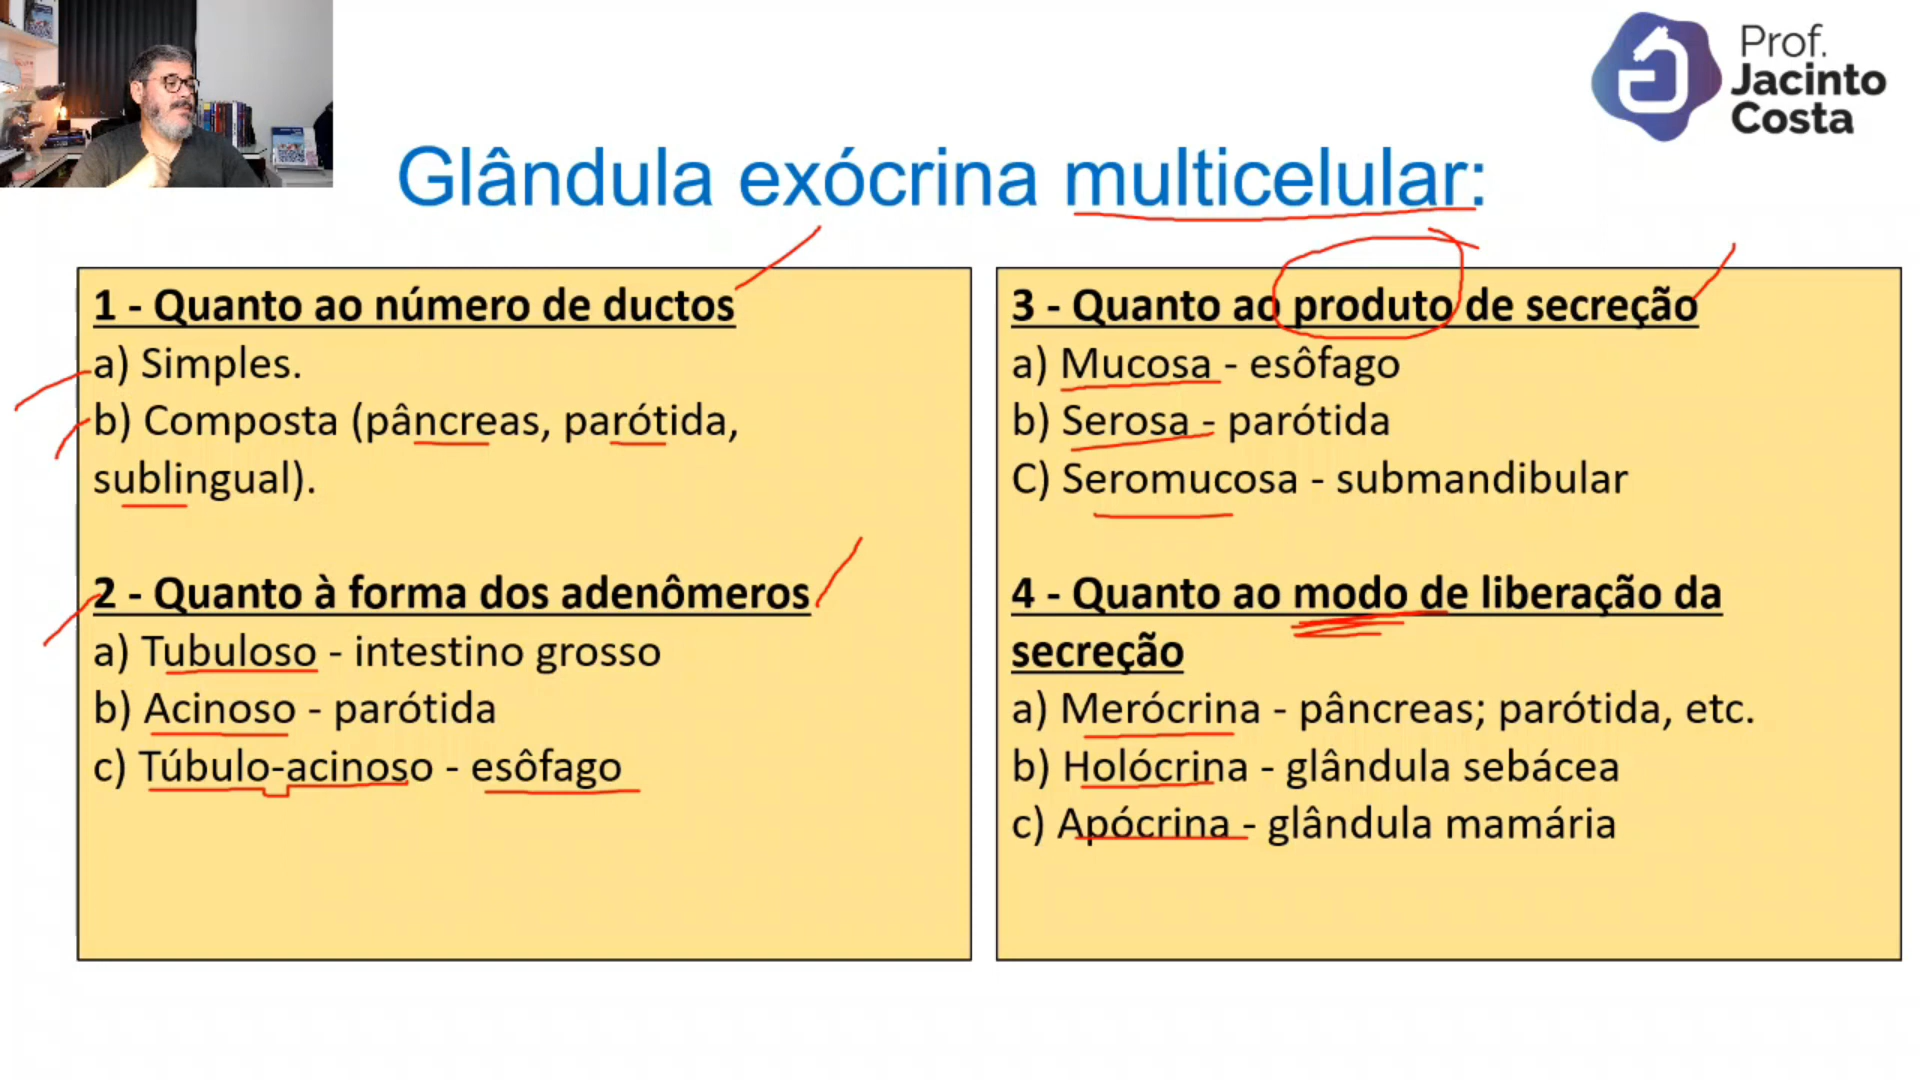 Prof.
Jacinto
Costa
Glândula exócrina multicelular:
1 - Quanto ao número de ductos
a) Simples.
b) Composta (pâncreas, parótida,
sublingual).
2 - Quanto à forma dos adenômeros
a) Tubuloso - intestino grosso
b) Acinoso - parótida
c) Túbulo-acinoso - esôfago
3 - Quanto ao produto de secreção
a) Mucosa - esôfago
b) Serosa - parótida
C) Seromucosa - submandibular
4 - Quanto ao modo de liberação da
secreção
a) Merócrina - pâncreas; parótida, etc.
b) Holócrina - glândula sebácea
c) Apócrina - glândula mamária